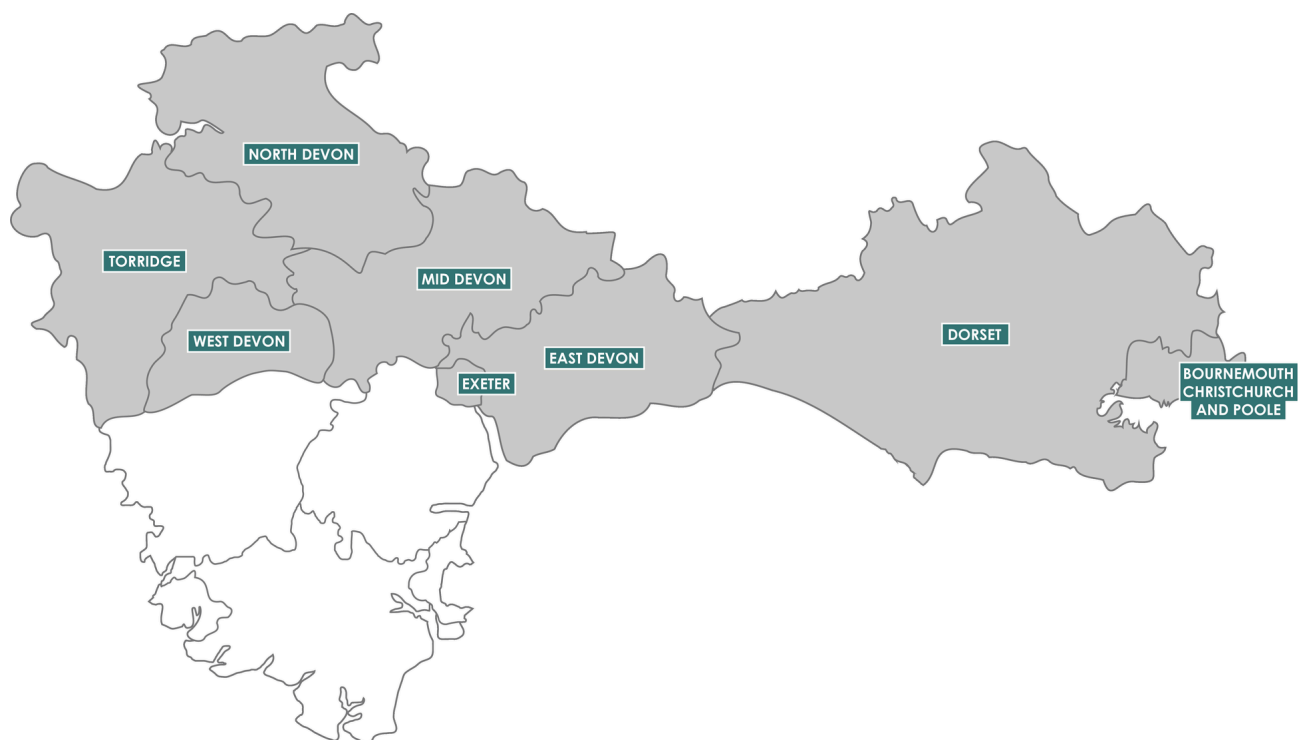 NORTH DEVON
TORRIDGE
MID DEVON
WEST DEVON
EAST DEVON
EXETER
DORSET
BOURNEMOUTH
CHRISTCHURCH
AND POOLE